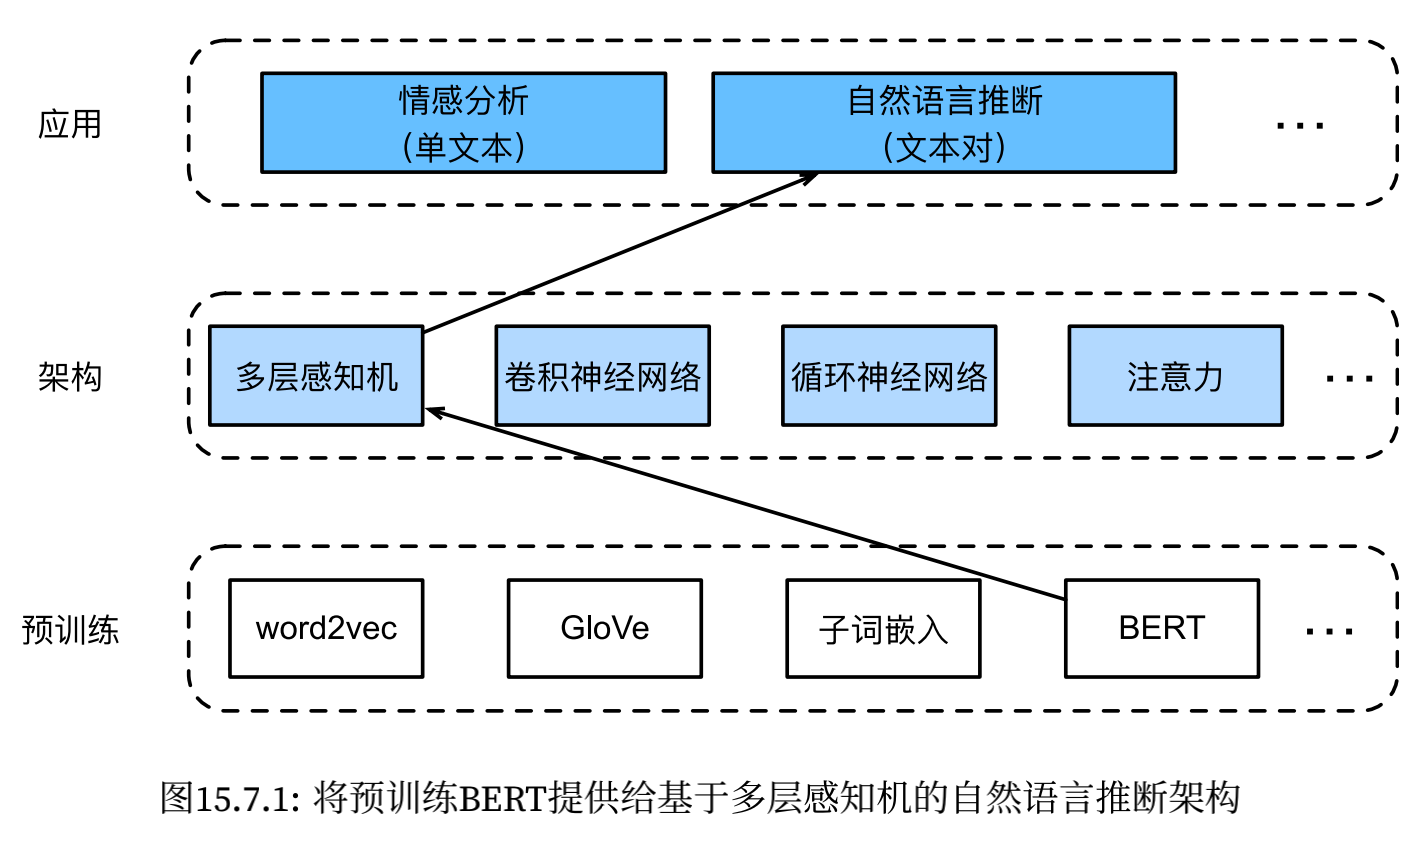 应用
情感分析
(单文本)
自然语言推断
(文本对)
...
架构
多层感知机
卷积神经网络
循环神经网络
注意力
...
预训练
word2vec
GloVe
子词嵌入
BERT
...
图15.7.1: 将预训练BERT提供给基于多层感知机的自然语言推断架构